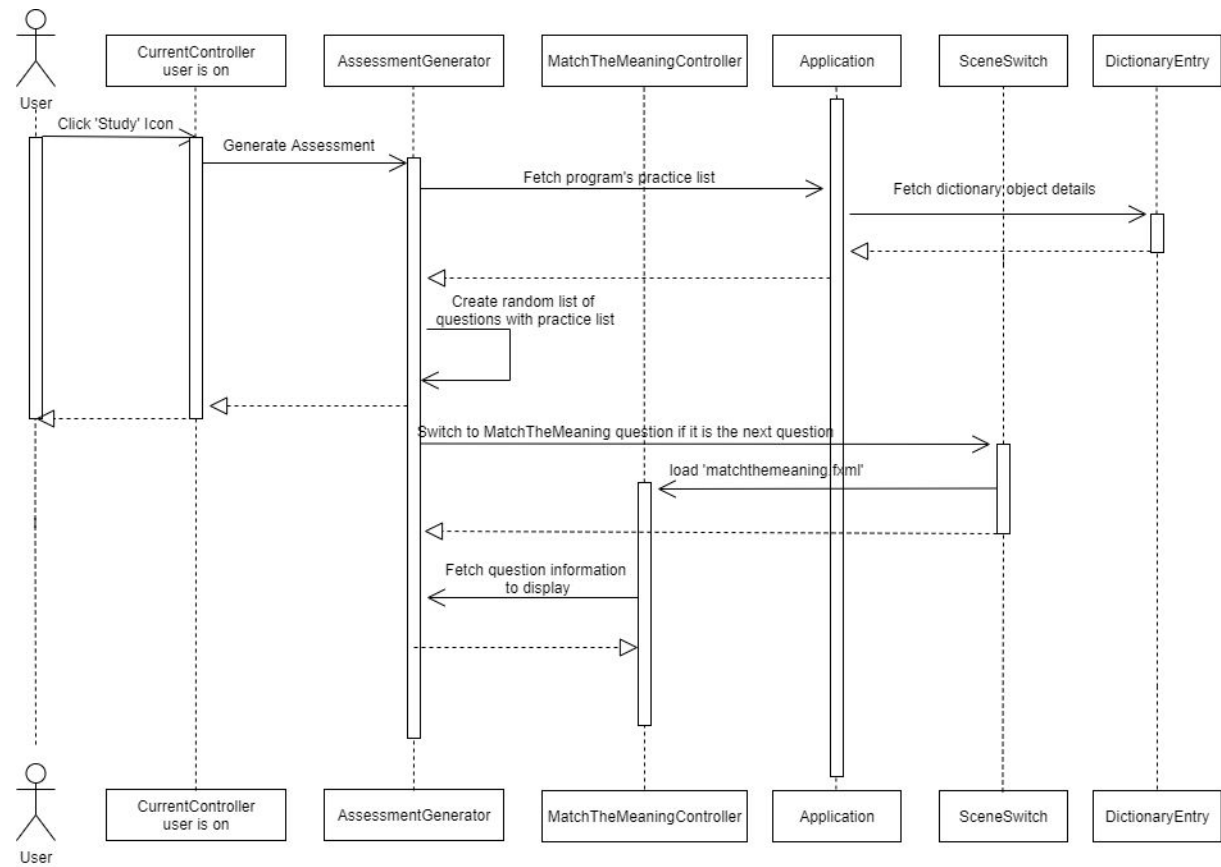 CurrentController
user is on
AssessmentGenerator
MatchTheMeaningController
Application
SceneSwitch
DictionaryEntry
User
Click 'Study' Icon
Generate Assessment
Fetch program's practice list
Fetch dictionary object details
Create random list of
questions with practice list
Switch to MatchTheMeaning question if it is the next question
load 'matchthemeaning.fxml'
Fetch question information
to display
CurrentController
user is on
AssessmentGenerator
MatchTheMeaningController
Application
SceneSwitch
DictionaryEntry
User